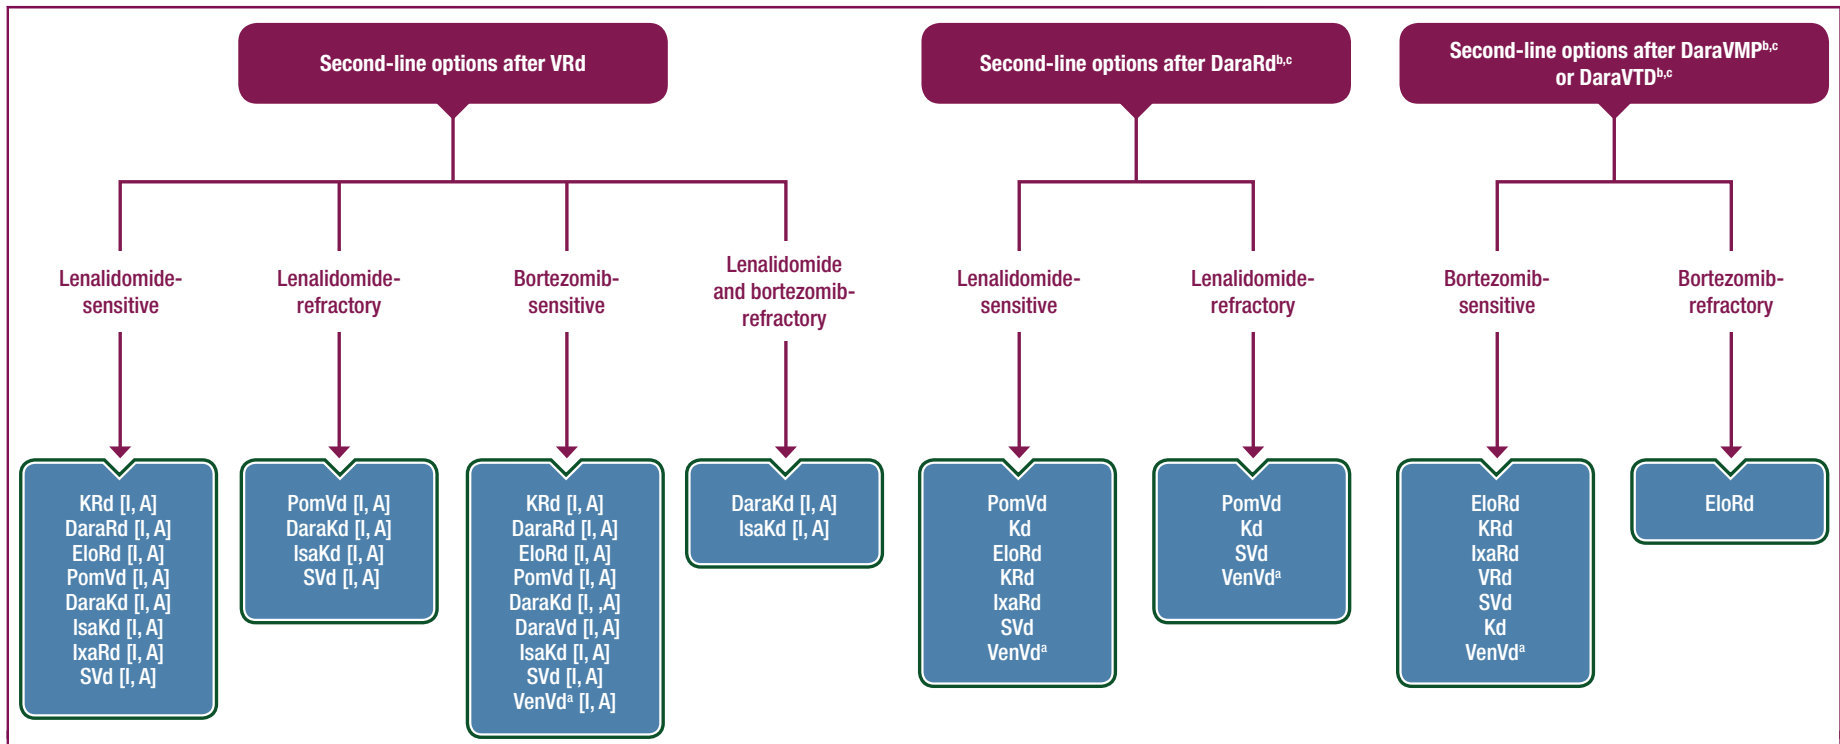 Second-line options after VRd
Second-line options after DaraRdᵇ,ᶜ
Second-line options after DaraVMPᵇ,ᶜ
or DaraVTDᵇ,ᶜ
Lenalidomide-
sensitive
Lenalidomide-
refractory
Bortezomib-
sensitive
Lenalidomide
and bortezomib-
refractory
Lenalidomide-
sensitive
Lenalidomide-
refractory
Bortezomib-
sensitive
Bortezomib-
refractory
KRd [I, A]
DaraRd [I, A]
EloRd [I, A]
PomVd [I, A]
DaraKd [I, A]
IsaKd [I, A]
IxaRd [I, A]
SVd [I, A]
PomVd [I, A]
DaraKd [I, A]
IsaKd [I, A]
SVd [I, A]
KRd [I, A]
DaraRd [I, A]
EloRd [I, A]
PomVd [I, A]
DaraKd [I, ,A]
DaraVd [I, A]
IsaKd [I, A]
SVd [I, A]
VenVdᵃ [I, A]
DaraKd [I, A]
IsaKd [I, A]
PomVd
Kd
EloRd
KRd
IxaRd
SVd
VenVdᵃ
PomVd
Kd
SVd
VenVdᵃ
EloRd
KRd
IxaRd
VRd
SVd
Kd
VenVdᵃ
EloRd